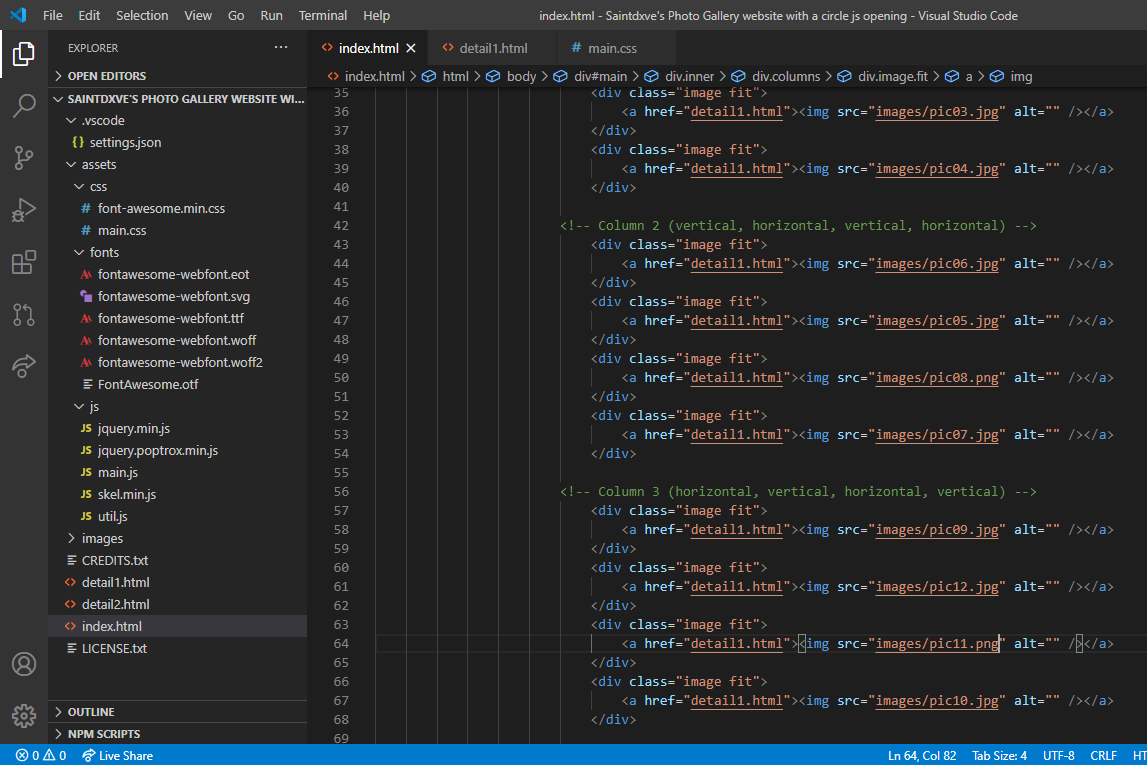 File Edit Selection View Go Run Terminal Help index.html - Saintdxve's Photo Gallery website with a circle js opening - Visual Studio Code
EXPLORER ···
OPEN EDITORS
SAINTDXVE'S PHOTO GALLERY WEBSITE WI...
.vscode
{} settings.json
assets
css
# font-awesome.min.css
# main.css
fonts
fontawesome-webfont.eot
fontawesome-webfont.svg
fontawesome-webfont.ttf
fontawesome-webfont.woff
fontawesome-webfont.woff2
FontAwesome.otf
js
JS jquery.min.js
JS jquery.poptrox.min.js
JS main.js
JS skel.min.js
JS util.js
images
CREDITS.txt
<> detail1.html
<> detail2.html
<> index.html
LICENSE.txt
OUTLINE
NPM SCRIPTS
<> index.html × <> detail1.html # main.css
<> index.html > html > body > div#main > div.inner > div.columns > div.image.fit > a > img
35 <div class="image fit">
36 <a href="detail1.html"><img src="images/pic03.jpg" alt="" /></a>
37 </div>
38 <div class="image fit">
39 <a href="detail1.html"><img src="images/pic04.jpg" alt="" /></a>
40 </div>
41
42 <!-- Column 2 (vertical, horizontal, vertical, horizontal) -->
43 <div class="image fit">
44 <a href="detail1.html"><img src="images/pic06.jpg" alt="" /></a>
45 </div>
46 <div class="image fit">
47 <a href="detail1.html"><img src="images/pic05.jpg" alt="" /></a>
48 </div>
49 <div class="image fit">
50 <a href="detail1.html"><img src="images/pic08.png" alt="" /></a>
51 </div>
52 <div class="image fit">
53 <a href="detail1.html"><img src="images/pic07.jpg" alt="" /></a>
54 </div>
55
56 <!-- Column 3 (horizontal, vertical, horizontal, vertical) -->
57 <div class="image fit">
58 <a href="detail1.html"><img src="images/pic09.jpg" alt="" /></a>
59 </div>
60 <div class="image fit">
61 <a href="detail1.html"><img src="images/pic12.jpg" alt="" /></a>
62 </div>
63 <div class="image fit">
64 <a href="detail1.html"><img src="images/pic11.png" alt="" /></a>
65 </div>
66 <div class="image fit">
67 <a href="detail1.html"><img src="images/pic10.jpg" alt="" /></a>
68 </div>
69
0 0 Live Share Ln 64, Col 82 Tab Size: 4 UTF-8 CRLF HT